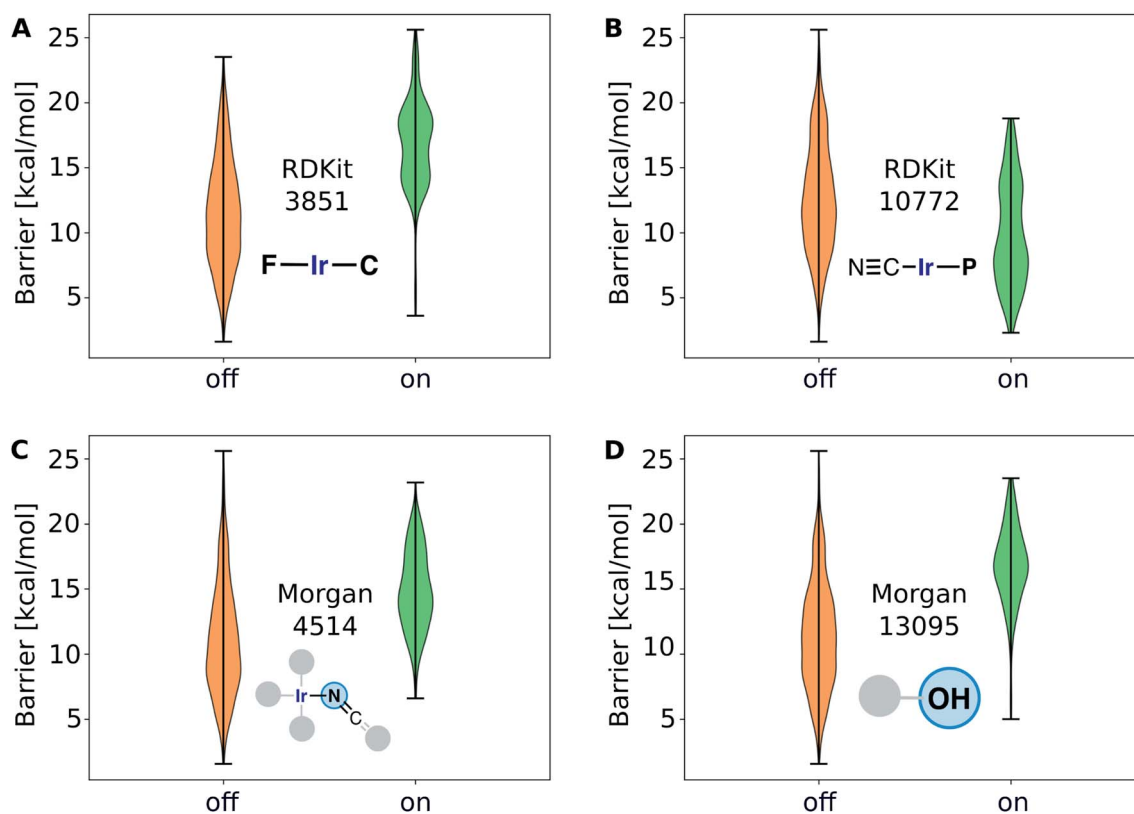 A
Barrier [kcal/mol]
25
20
15
10
5
RDKit
3851
F—Ir—C
off
on
B
Barrier [kcal/mol]
25
20
15
10
5
RDKit
10772
N≡C—Ir—P
off
on
C
Barrier [kcal/mol]
25
20
15
10
5
Morgan
4514
Ir N
C
off
on
D
Barrier [kcal/mol]
25
20
15
10
5
Morgan
13095
OH
off
on